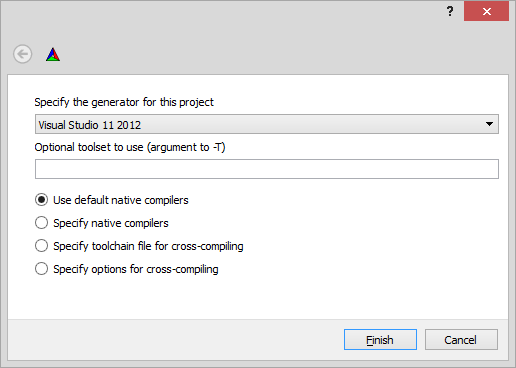 ?
Specify the generator for this project
Visual Studio 11 2012
Optional toolset to use (argument to -T)
Use default native compilers
Specify native compilers
Specify toolchain file for cross-compiling
Specify options for cross-compiling
Finish
Cancel